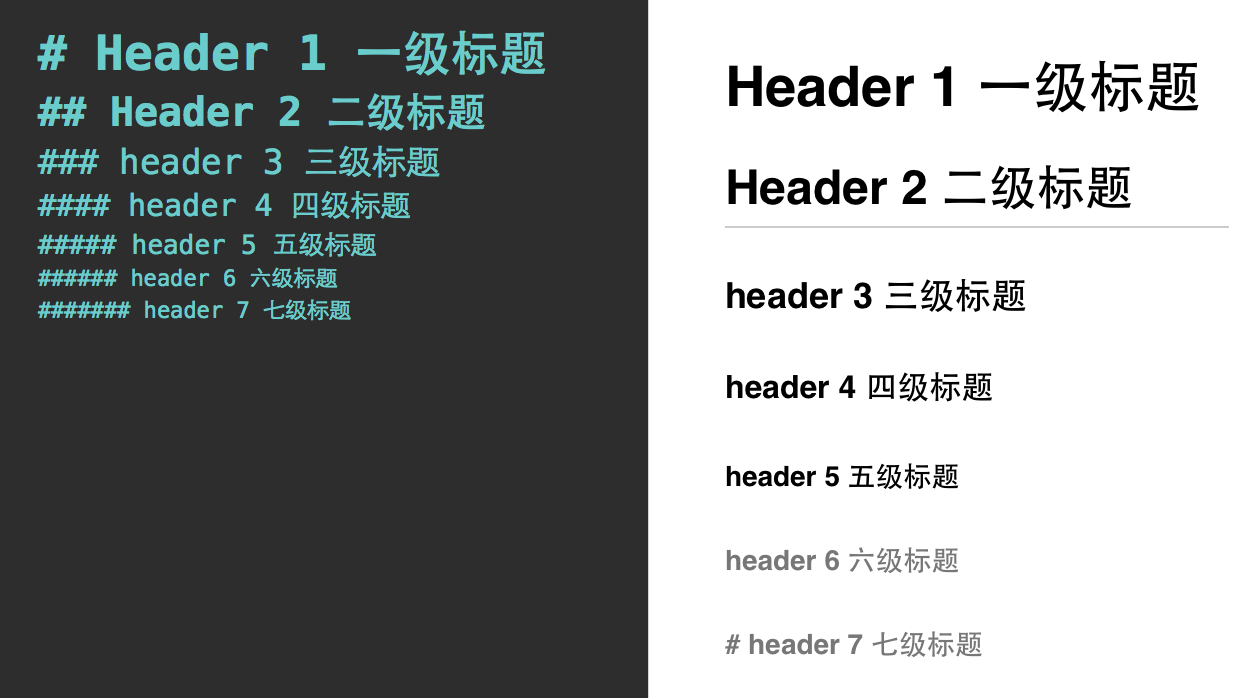 # Header 1 一级标题
## Header 2 二级标题
### header 3 三级标题
#### header 4 四级标题
##### header 5 五级标题
###### header 6 六级标题
####### header 7 七级标题
Header 1 一级标题
Header 2 二级标题
header 3 三级标题
header 4 四级标题
header 5 五级标题
header 6 六级标题
# header 7 七级标题